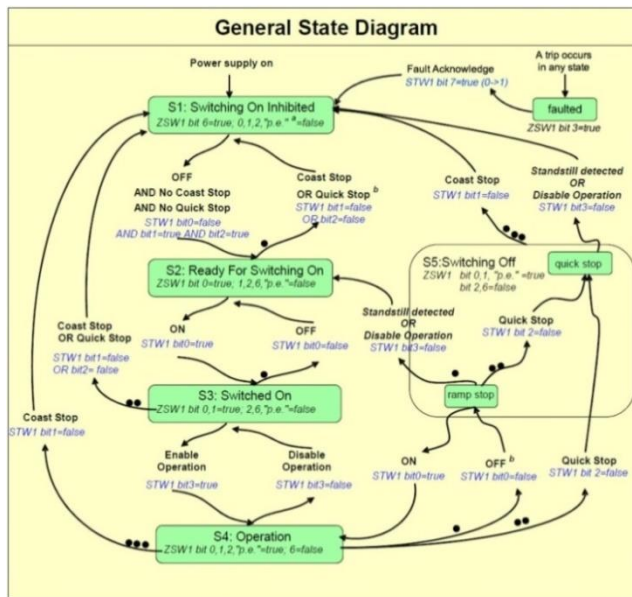 General State Diagram
Power supply on
Fault Acknowledge
STW1 bit 7=true (0->1)
A trip occurs
in any state
faulted
ZSW1 bit 3=true
S1: Switching On Inhibited
ZSW1 bit 6=true; 0,1,2,"p.e." a=false
OFF
AND No Coast Stop
AND No Quick Stop
STW1 bit0=false
AND bit1=true AND bit2=true
Coast Stop
OR Quick Stop b
STW1 bit1=false
OR bit2=false
Coast Stop
STW1 bit1=false
Standstill detected
OR
Disable Operation
STW1 bit3=false
S2: Ready For Switching On
ZSW1 bit 0=true; 1,2,6,"p.e."=false
S5:Switching Off
ZSW1 bit 0,1, "p.e." =true
bit 2,6=false
quick stop
ON
STW1 bit0=true
OFF
STW1 bit0=false
Standstill detected
OR
Disable Operation
STW1 bit3=false
Quick Stop
STW1 bit 2=false
Coast Stop
OR Quick Stop
STW1 bit1=false
OR bit2= false
S3: Switched On
ZSW1 bit 0,1=true; 2,6,"p.e."=false
ramp stop
Coast Stop
STW1 bit1=false
Enable
Operation
STW1 bit3=true
Disable
Operation
STW1 bit3=false
ON
STW1 bit0=true
OFF b
STW1 bit0=false
Quick Stop
STW1 bit 2=false
S4: Operation
ZSW1 bit 0,1,2,"p.e."=true; 6=false